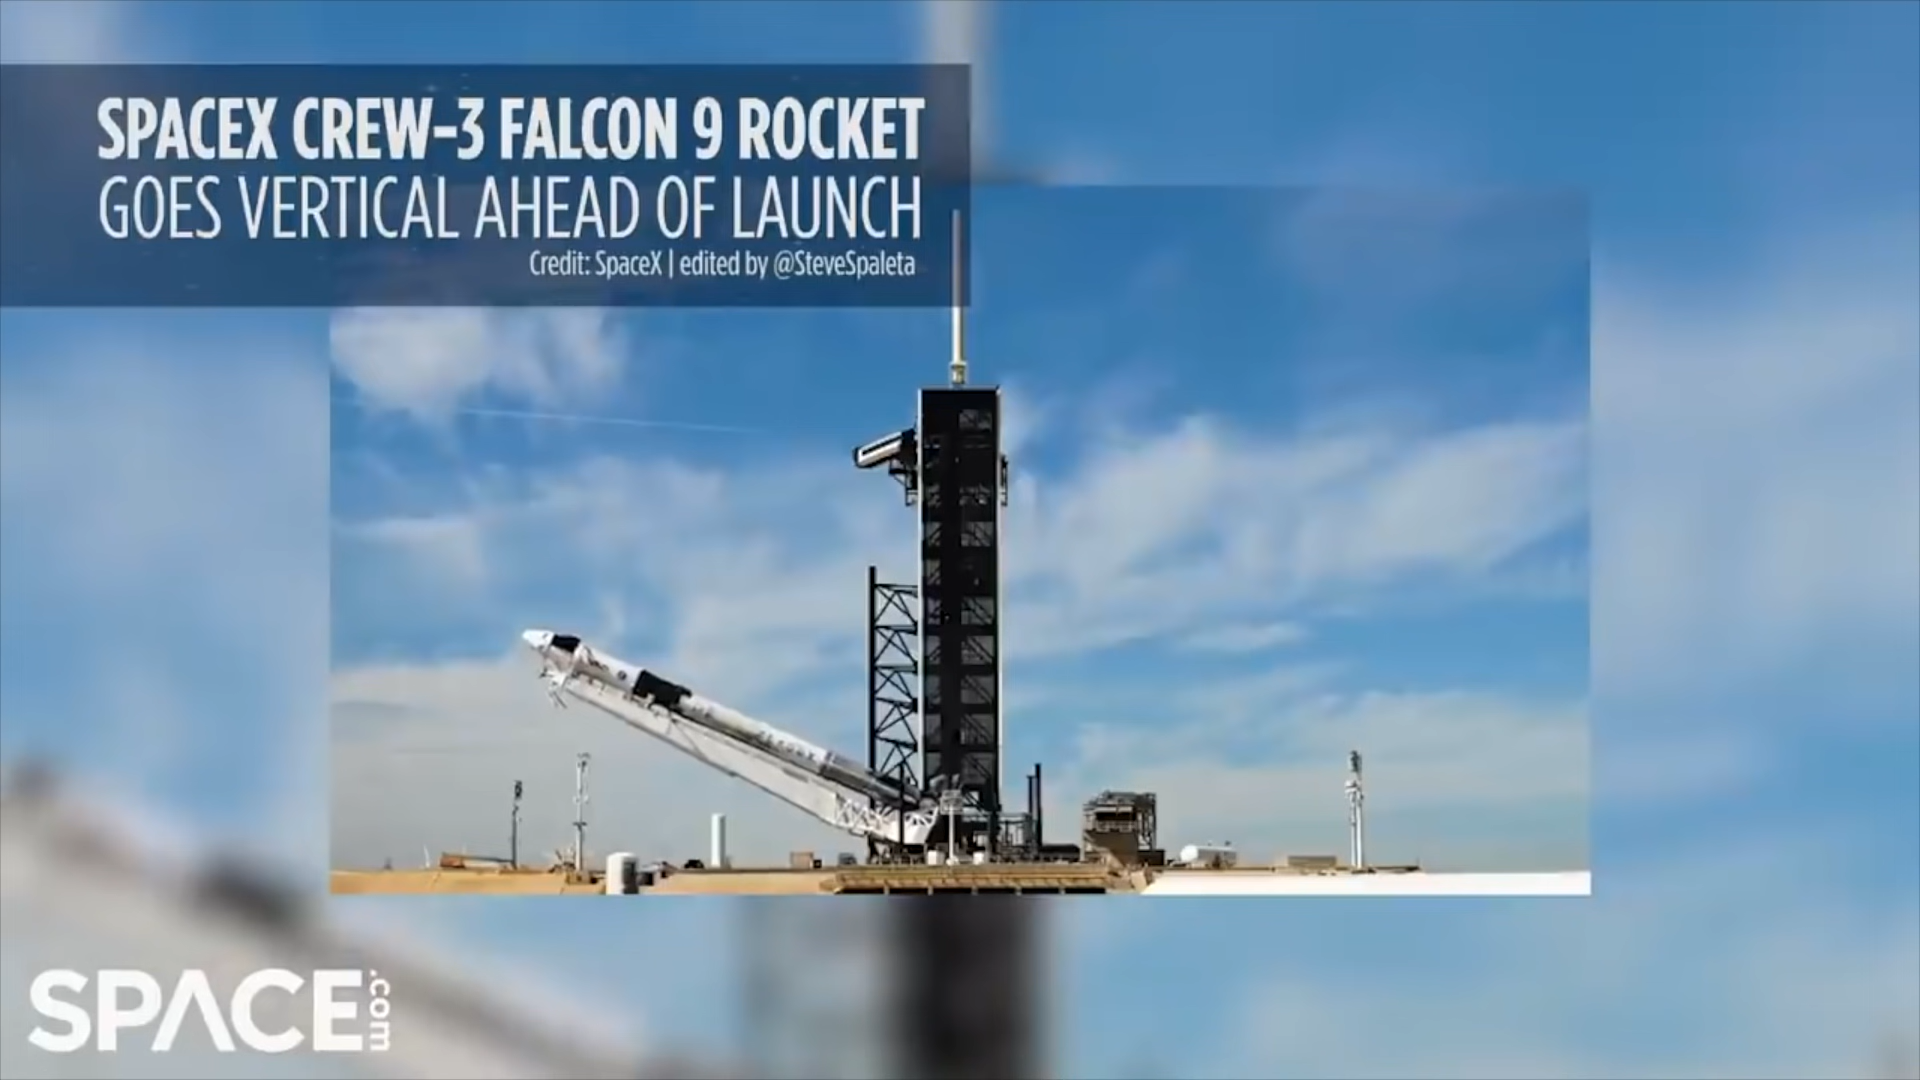 SPACEX CREW-3 FALCON 9 ROCKET
GOES VERTICAL AHEAD OF LAUNCH
Credit: SpaceX | edited by @SteveSpaleta
SPACE.com